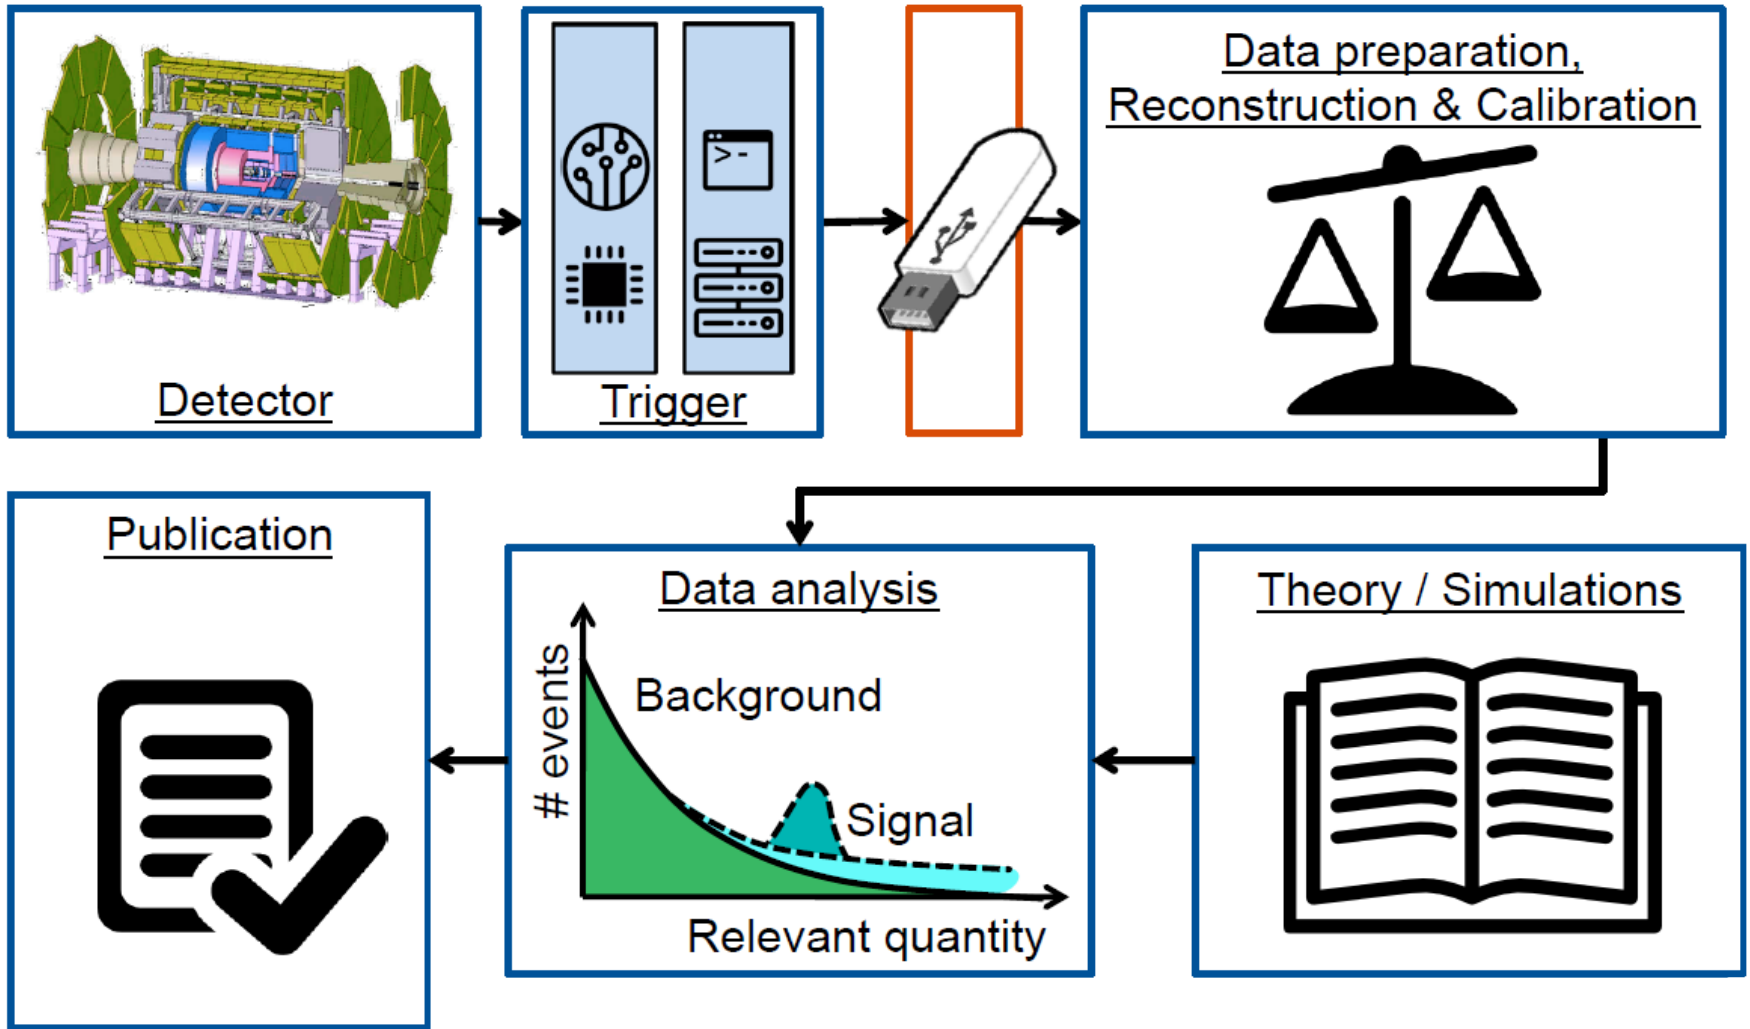 Detector
Trigger
>-
Data preparation,
Reconstruction & Calibration
Publication
Data analysis
# events
Background
Signal
Relevant quantity
Theory / Simulations